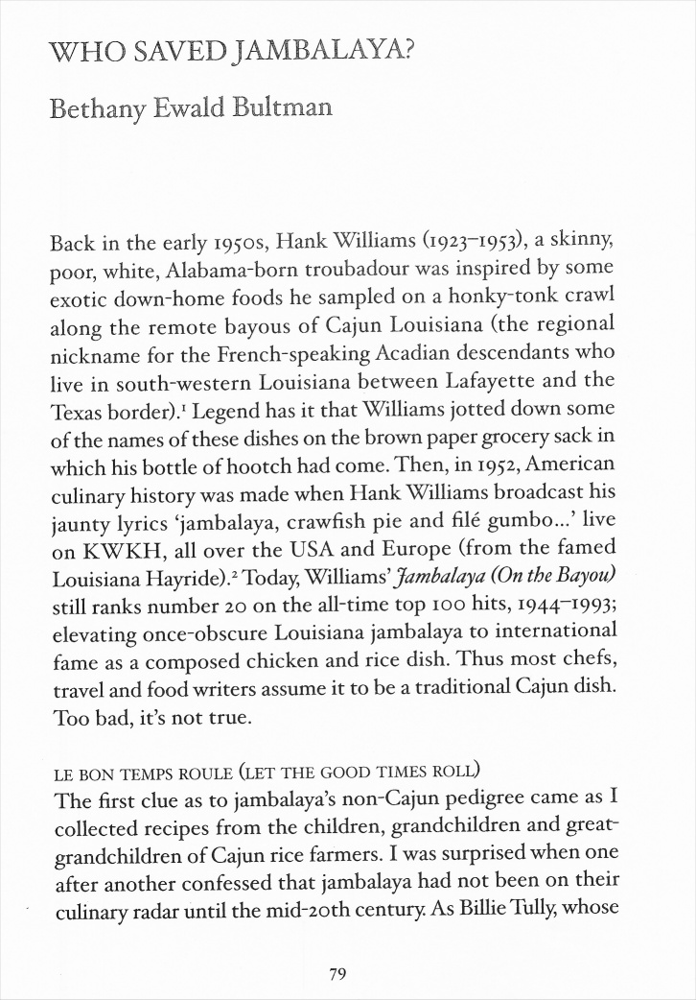 WHO SAVED JAMBALAYA?
Bethany Ewald Bultman
Back in the early 1950s, Hank Williams (1923–1953), a skinny,
poor, white, Alabama-born troubadour was inspired by some
exotic down-home foods he sampled on a honky-tonk crawl
along the remote bayous of Cajun Louisiana (the regional
nickname for the French-speaking Acadian descendants who
live in south-western Louisiana between Lafayette and the
Texas border).¹ Legend has it that Williams jotted down some
of the names of these dishes on the brown paper grocery sack in
which his bottle of hootch had come. Then, in 1952, American
culinary history was made when Hank Williams broadcast his
jaunty lyrics ‘jambalaya, crawfish pie and filé gumbo...’ live
on KWKH, all over the USA and Europe (from the famed
Louisiana Hayride).² Today, Williams’ Jambalaya (On the Bayou)
still ranks number 20 on the all-time top 100 hits, 1944–1993;
elevating once-obscure Louisiana jambalaya to international
fame as a composed chicken and rice dish. Thus most chefs,
travel and food writers assume it to be a traditional Cajun dish.
Too bad, it’s not true.
LE BON TEMPS ROULE (LET THE GOOD TIMES ROLL)
The first clue as to jambalaya’s non-Cajun pedigree came as I
collected recipes from the children, grandchildren and great-
grandchildren of Cajun rice farmers. I was surprised when one
after another confessed that jambalaya had not been on their
culinary radar until the mid-20th century. As Billie Tully, whose
79